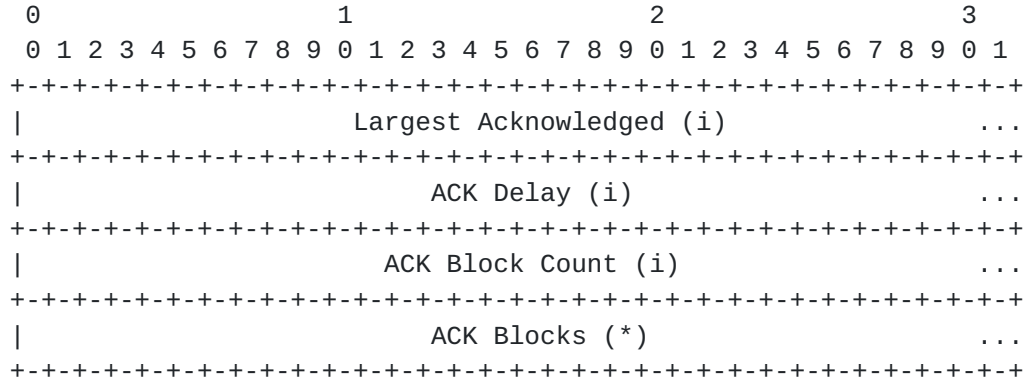 0                   1                   2                   3
 0 1 2 3 4 5 6 7 8 9 0 1 2 3 4 5 6 7 8 9 0 1 2 3 4 5 6 7 8 9 0 1
+-+-+-+-+-+-+-+-+-+-+-+-+-+-+-+-+-+-+-+-+-+-+-+-+-+-+-+-+-+-+-+-+
|                     Largest Acknowledged (i)                ...
+-+-+-+-+-+-+-+-+-+-+-+-+-+-+-+-+-+-+-+-+-+-+-+-+-+-+-+-+-+-+-+-+
|                          ACK Delay (i)                      ...
+-+-+-+-+-+-+-+-+-+-+-+-+-+-+-+-+-+-+-+-+-+-+-+-+-+-+-+-+-+-+-+-+
|                       ACK Block Count (i)                   ...
+-+-+-+-+-+-+-+-+-+-+-+-+-+-+-+-+-+-+-+-+-+-+-+-+-+-+-+-+-+-+-+-+
|                          ACK Blocks (*)                     ...
+-+-+-+-+-+-+-+-+-+-+-+-+-+-+-+-+-+-+-+-+-+-+-+-+-+-+-+-+-+-+-+-+